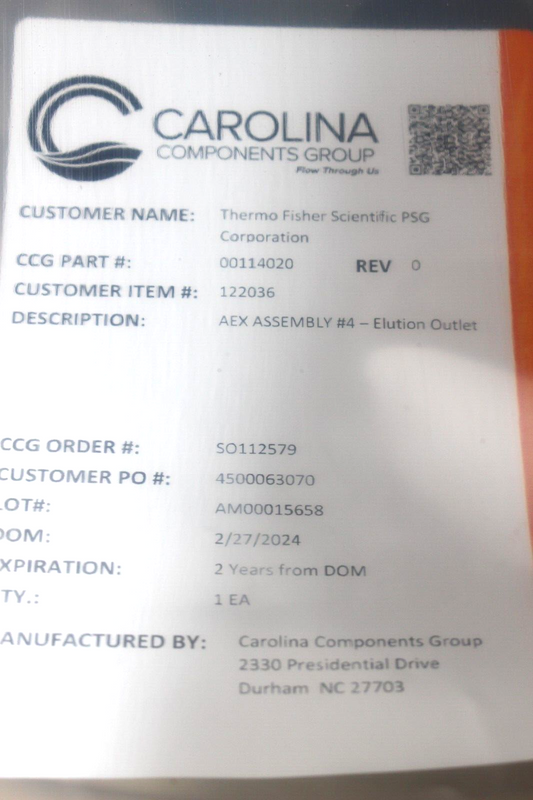 CAROLINA
COMPONENTS GROUP
Flow Through Us
CUSTOMER NAME: Thermo Fisher Scientific PSG
Corporation
CCG PART #: 00114020 REV 0
CUSTOMER ITEM #: 122036
DESCRIPTION: AEX ASSEMBLY #4 – Elution Outlet
CCG ORDER #: SO112579
CUSTOMER PO #: 4500063070
LOT#: AM00015658
DOM: 2/27/2024
XPIRATION: 2 Years from DOM
TY.: 1 EA
ANUFACTURED BY: Carolina Components Group
2330 Presidential Drive
Durham NC 27703